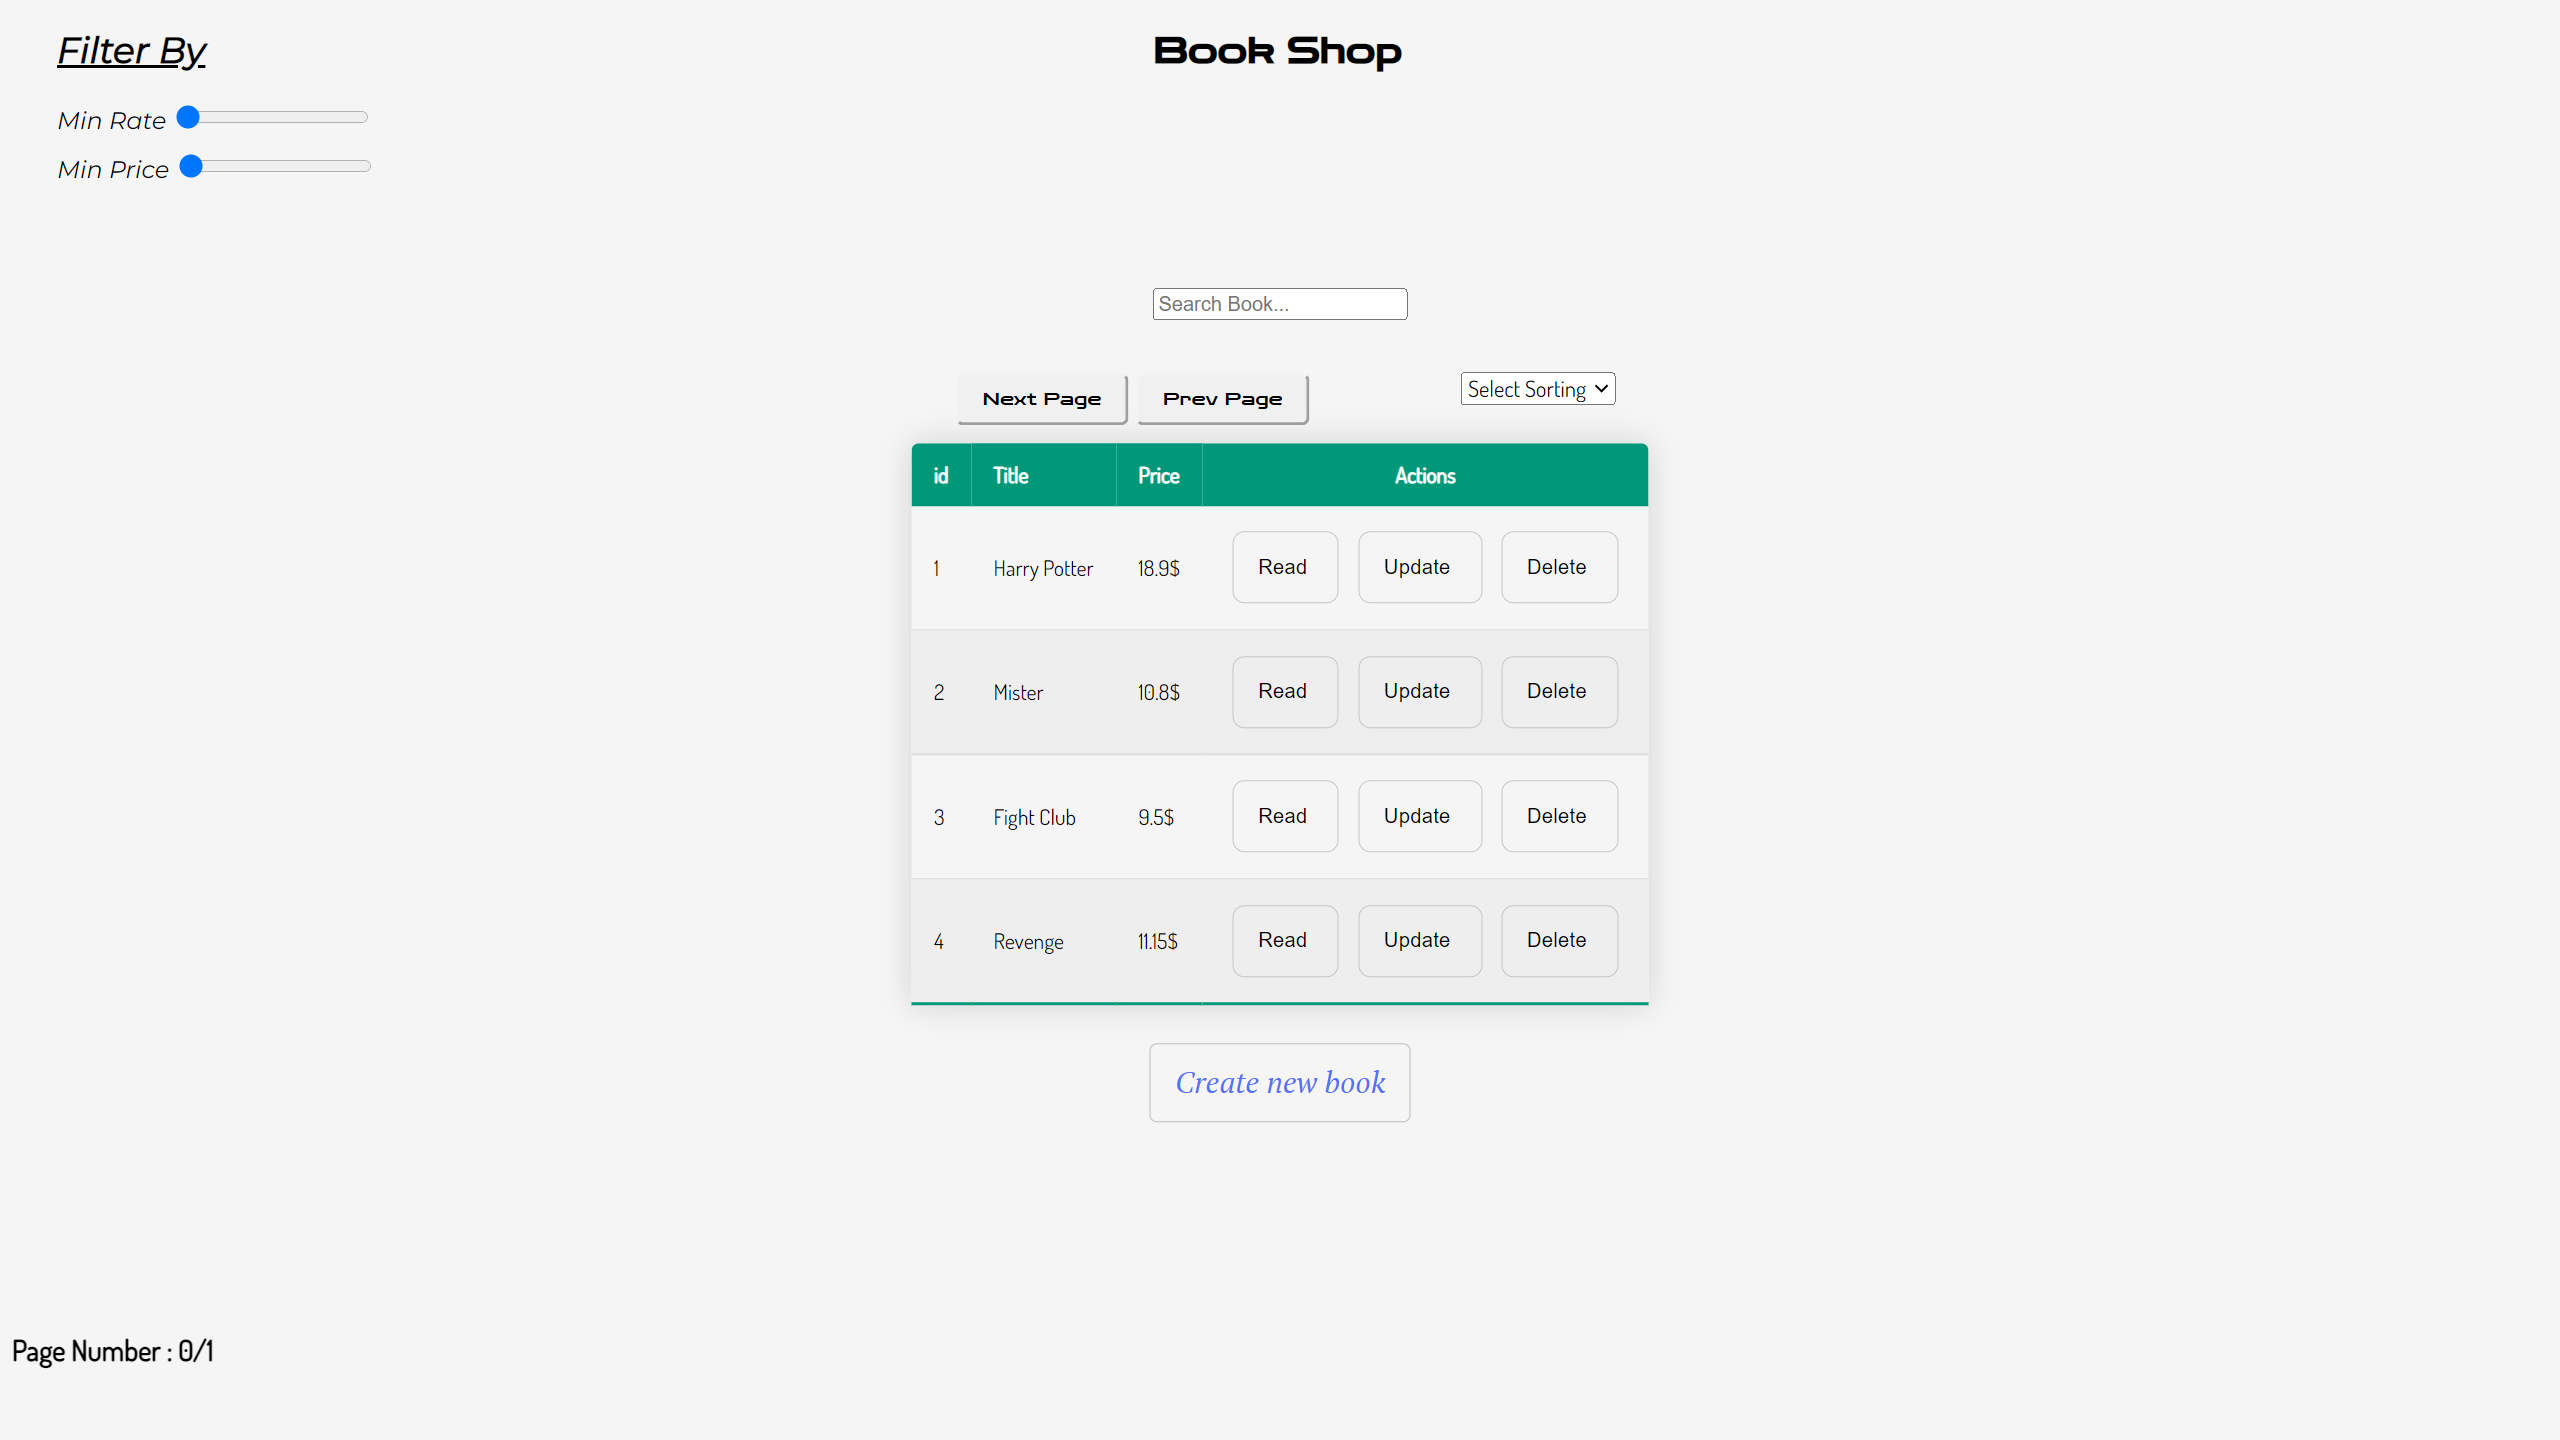 Filter By
Book Shop
Min Rate
Min Price
Search Book...
Next Page Prev Page Select Sorting
id Title Price Actions
1 Harry Potter 18.9$ Read Update Delete
2 Mister 10.8$ Read Update Delete
3 Fight Club 9.5$ Read Update Delete
4 Revenge 11.15$ Read Update Delete
Create new book
Page Number : 0/1